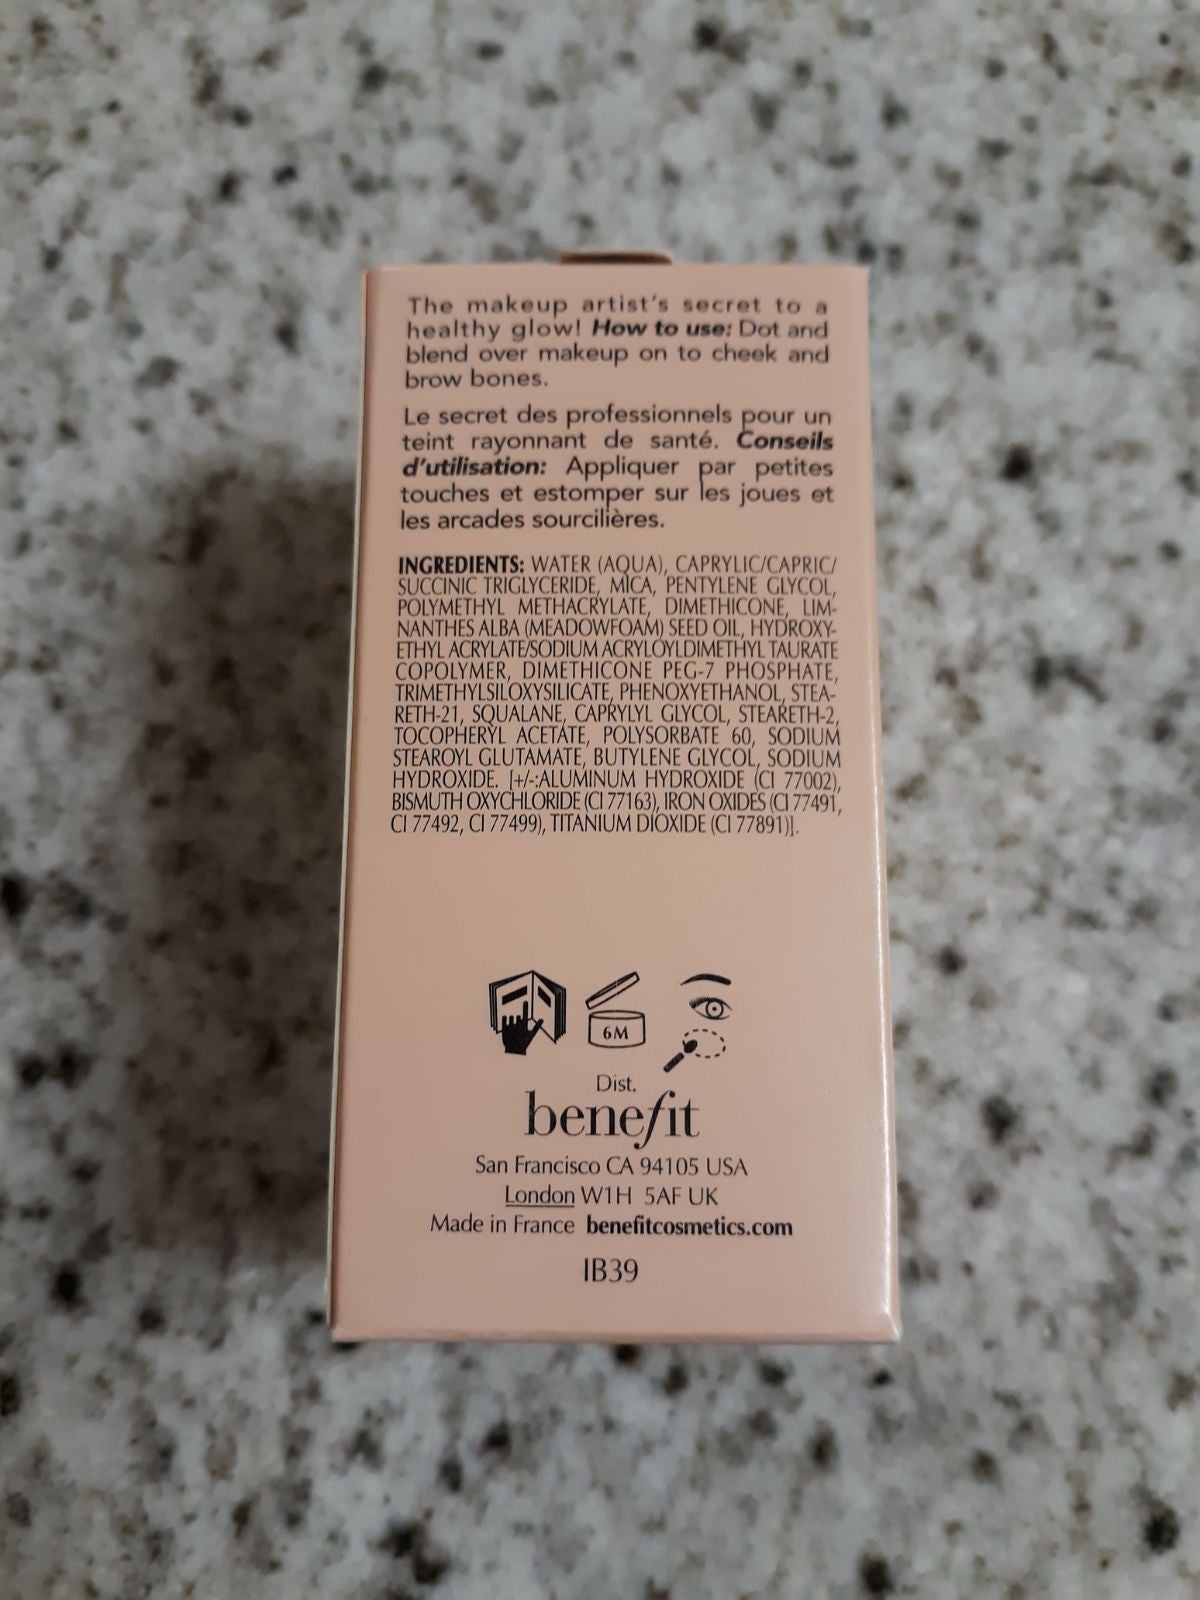 The makeup artist's secret to a
healthy glow! How to use: Dot and
blend over makeup on to cheek and
brow bones.
Le secret des professionnels pour un
teint rayonnant de santé. Conseils
d'utilisation: Appliquer par petites
touches et estomper sur les joues et
les arcades sourcilières.
INGREDIENTS: WATER (AQUA), CAPRYLIC/CAPRIC/
SUCCINIC TRIGLYCERIDE, MICA, PENTYLENE GLYCOL,
POLYMETHYL METHACRYLATE, DIMETHICONE, LIM-
NANTHES ALBA (MEADOWFOAM) SEED OIL, HYDROXY-
ETHYL ACRYLATE/SODIUM ACRYLOYLDIMETHYL TAURATE
COPOLYMER, DIMETHICONE PEG-7 PHOSPHATE,
TRIMETHYLSILOXYSILICATE, PHENOXYETHANOL, STEA-
RETH-21, SQUALANE, CAPRYLYL GLYCOL, STEARETH-2,
TOCOPHERYL ACETATE, POLYSORBATE 60, SODIUM
STEAROYL GLUTAMATE, BUTYLENE GLYCOL, SODIUM
HYDROXIDE. [+/-:ALUMINUM HYDROXIDE (CI 77002),
BISMUTH OXYCHLORIDE (CI 77163), IRON OXIDES (CI 77491,
CI 77492, CI 77499), TITANIUM DIOXIDE (CI 77891)].
6M
Dist.
benefit
San Francisco CA 94105 USA
London W1H 5AF UK
Made in France benefitcosmetics.com
IB39